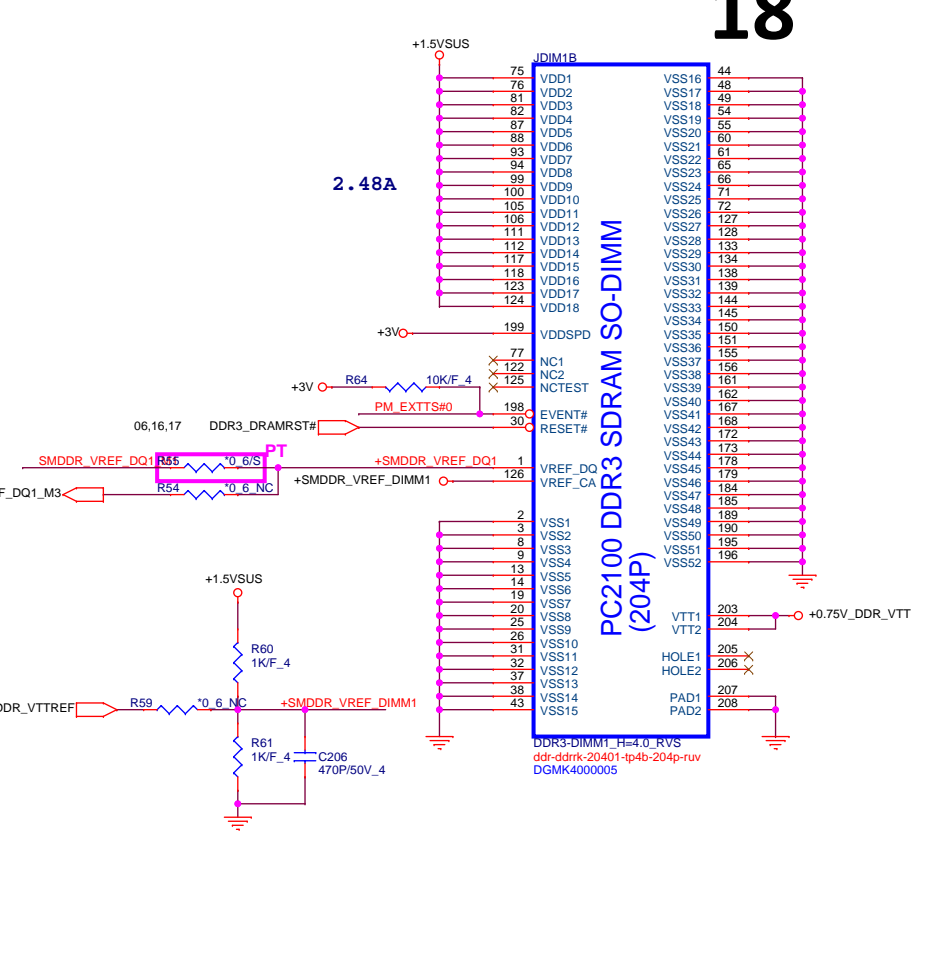 18
+1.5VSUS
JDIM1B
75 VDD1 VSS16 44
76 VDD2 VSS17 48
81 VDD3 VSS18 49
82 VDD4 VSS19 54
87 VDD5 VSS20 55
88 VDD6 VSS21 60
93 VDD7 VSS22 61
94 VDD8 VSS23 65
2.48A
99 VDD9 VSS24 66
100 VDD10 VSS25 71
105 VDD11 VSS26 72
106 VDD12 VSS27 127
111 VDD13 VSS28 128
112 VDD14 VSS29 133
117 VDD15 VSS30 134
118 VDD16 VSS31 138
123 VDD17 VSS32 139
124 VDD18 VSS33 144
VSS34 145
+3V 199 VDDSPD VSS35 150
VSS36 151
77 NC1 VSS37 155
122 NC2 VSS38 156
+3V R64 10K/F_4 125 NCTEST VSS39 161
VSS40 162
PM_EXTTS#0 198 EVENT# VSS41 167
06,16,17 DDR3_DRAMRST# 30 RESET# VSS42 168
VSS43 172
PT
VSS44 173
SMDDR_VREF_DQ1 *0_6/S +SMDDR_VREF_DQ1 1 VREF_DQ VSS45 178
+SMDDR_VREF_DIMM1 126 VREF_CA VSS46 179
F_DQ1_M3 R54 *0_6_NC VSS47 184
VSS48 185
2 VSS1 VSS49 189
3 VSS2 VSS50 190
8 VSS3 VSS51 195
9 VSS4 VSS52 196
13 VSS5
14 VSS6
19 VSS7
20 VSS8 VTT1 203 +0.75V_DDR_VTT
25 VSS9 VTT2 204
26 VSS10
31 VSS11 HOLE1 205
32 VSS12 HOLE2 206
37 VSS13
38 VSS14 PAD1 207
43 VSS15 PAD2 208
PC2100 DDR3 SDRAM SO-DIMM
(204P)
DDR3-DIMM1_H=4.0_RVS
ddr-ddrrk-20401-tp4b-204p-ruv
DGMK4000005
+1.5VSUS
R60
1K/F_4
DDR_VTTREF R59 *0_6_NC +SMDDR_VREF_DIMM1
R61
1K/F_4
C206
470P/50V_4